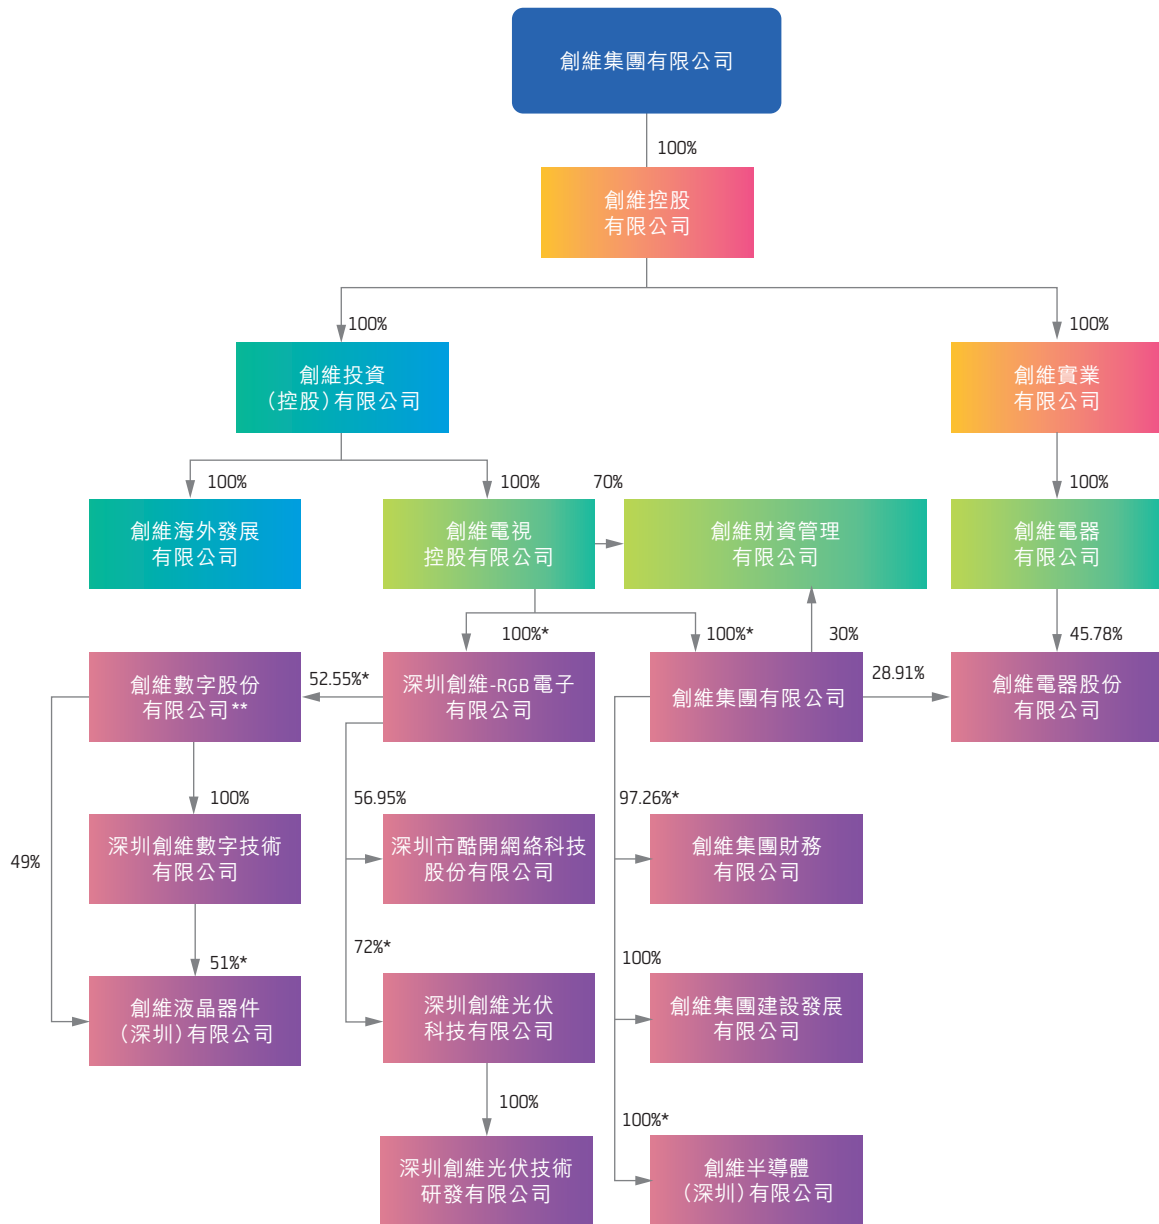 創維集團有限公司
100%
創維控股
有限公司
100%
100%
創維投資
（控股）有限公司
創維實業
有限公司
100%
100%
70%
100%
創維海外發展
有限公司
創維電視
控股有限公司
創維財資管理
有限公司
創維電器
有限公司
100%*
100%*
30%
45.78%
52.55%*
28.91%
創維數字股份
有限公司**
深圳創維-RGB電子
有限公司
創維集團有限公司
創維電器股份
有限公司
100%
56.95%
97.26%*
49%
深圳創維數字技術
有限公司
深圳市酷開網絡科技
股份有限公司
創維集團財務
有限公司
51%*
72%*
100%
創維液晶器件
（深圳）有限公司
深圳創維光伏
科技有限公司
創維集團建設發展
有限公司
100%
100%*
深圳創維光伏技術
研發有限公司
創維半導體
（深圳）有限公司